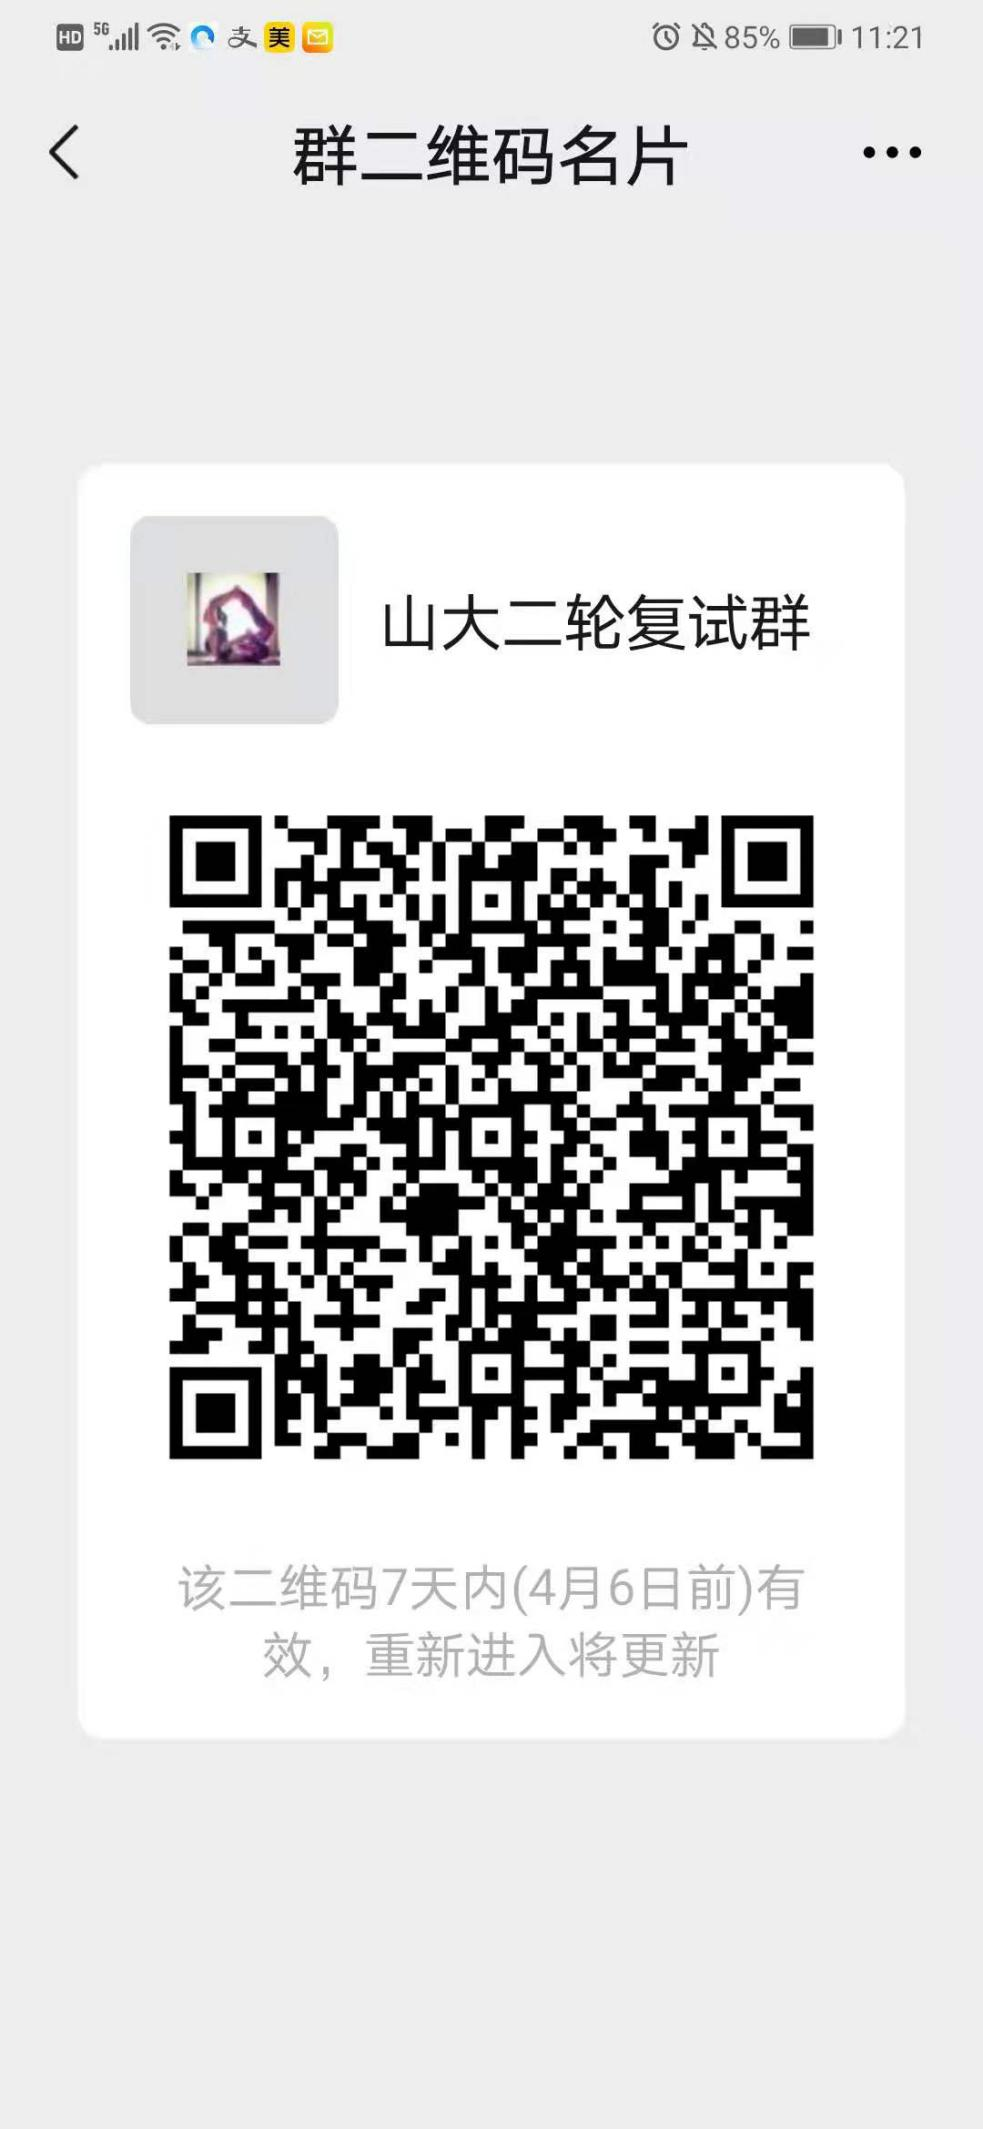 HD 5G 支 美 85% 11:21
群二维码名片
山大二轮复试群
该二维码7天内(4月6日前)有
效，重新进入将更新